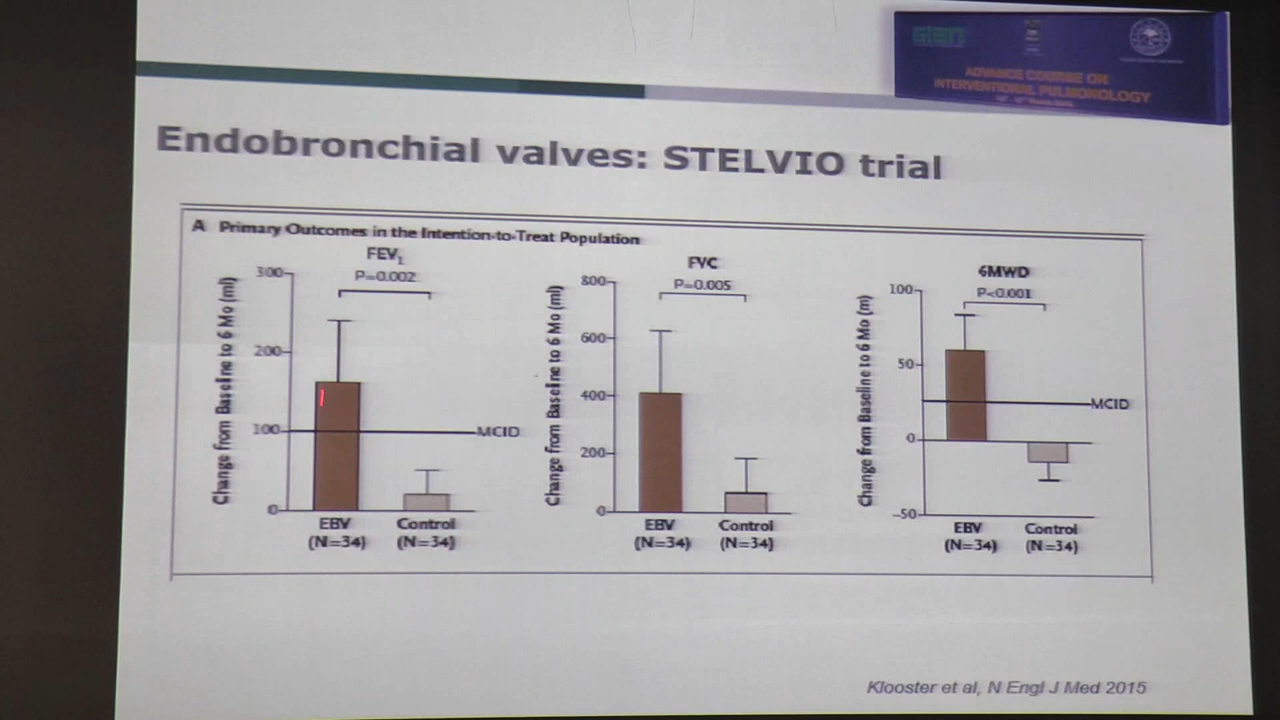 GIAN
ADVANCE COURSE ON
INTERVENTIONAL PULMONOLOGY
Endobronchial valves: STELVIO trial
A Primary Outcomes in the Intention-to-Treat Population
FEV1
P=0.002
Change from Baseline to 6 Mo (ml)
300
200
100
0
MCID
EBV
(N=34)
Control
(N=34)
FVC
P=0.005
Change from Baseline to 6 Mo (ml)
800
600
400
200
0
EBV
(N=34)
Control
(N=34)
6MWD
P<0.001
Change from Baseline to 6 Mo (m)
100
50
0
-50
MCID
EBV
(N=34)
Control
(N=34)
Klooster et al, N Engl J Med 2015